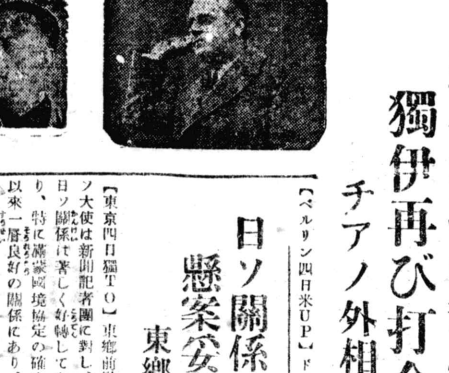 獨伊再び打
チアノ外相
【ベルリン四日米UP】ド
日ソ關係
懸案（妥
東鄕
【東京四日獨TO】東鄕前
ソ大使は新聞記者團に對し
日ソ關係は著しく好轉して
り、特に滿蒙國境協定の確
以來一層良好の關係にあり